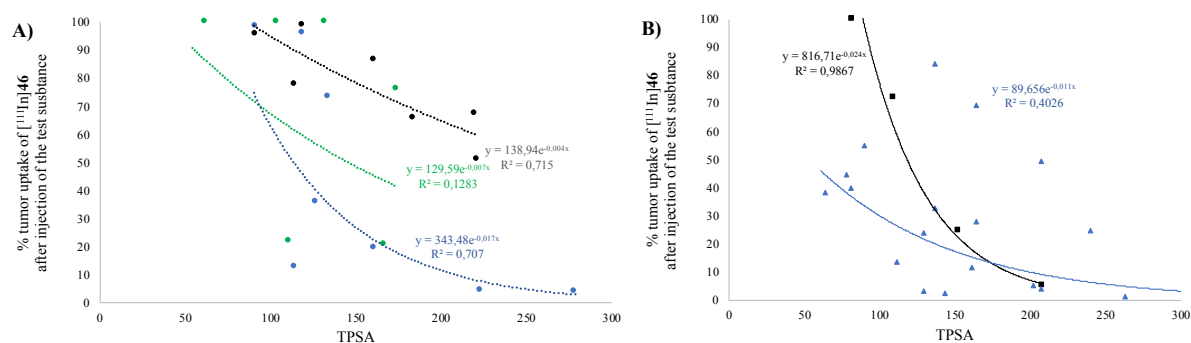 A)
% tumor uptake of [¹¹¹In]46
after injection of the test susbtance
100
90
80
70
60
50
40
30
20
10
0
y = 138,94e^-0,004x
R² = 0,715
y = 129,59e^-0,007x
R² = 0,1283
y = 343,48e^-0,017x
R² = 0,707
0 50 100 150 200 250 300
TPSA
B)
% tumor uptake of [¹¹¹In]46
after injection of the test susbtance
100
90
80
70
60
50
40
30
20
10
0
y = 816,71e^-0,024x
R² = 0,9867
y = 89,656e^-0,011x
R² = 0,4026
0 50 100 150 200 250 300
TPSA